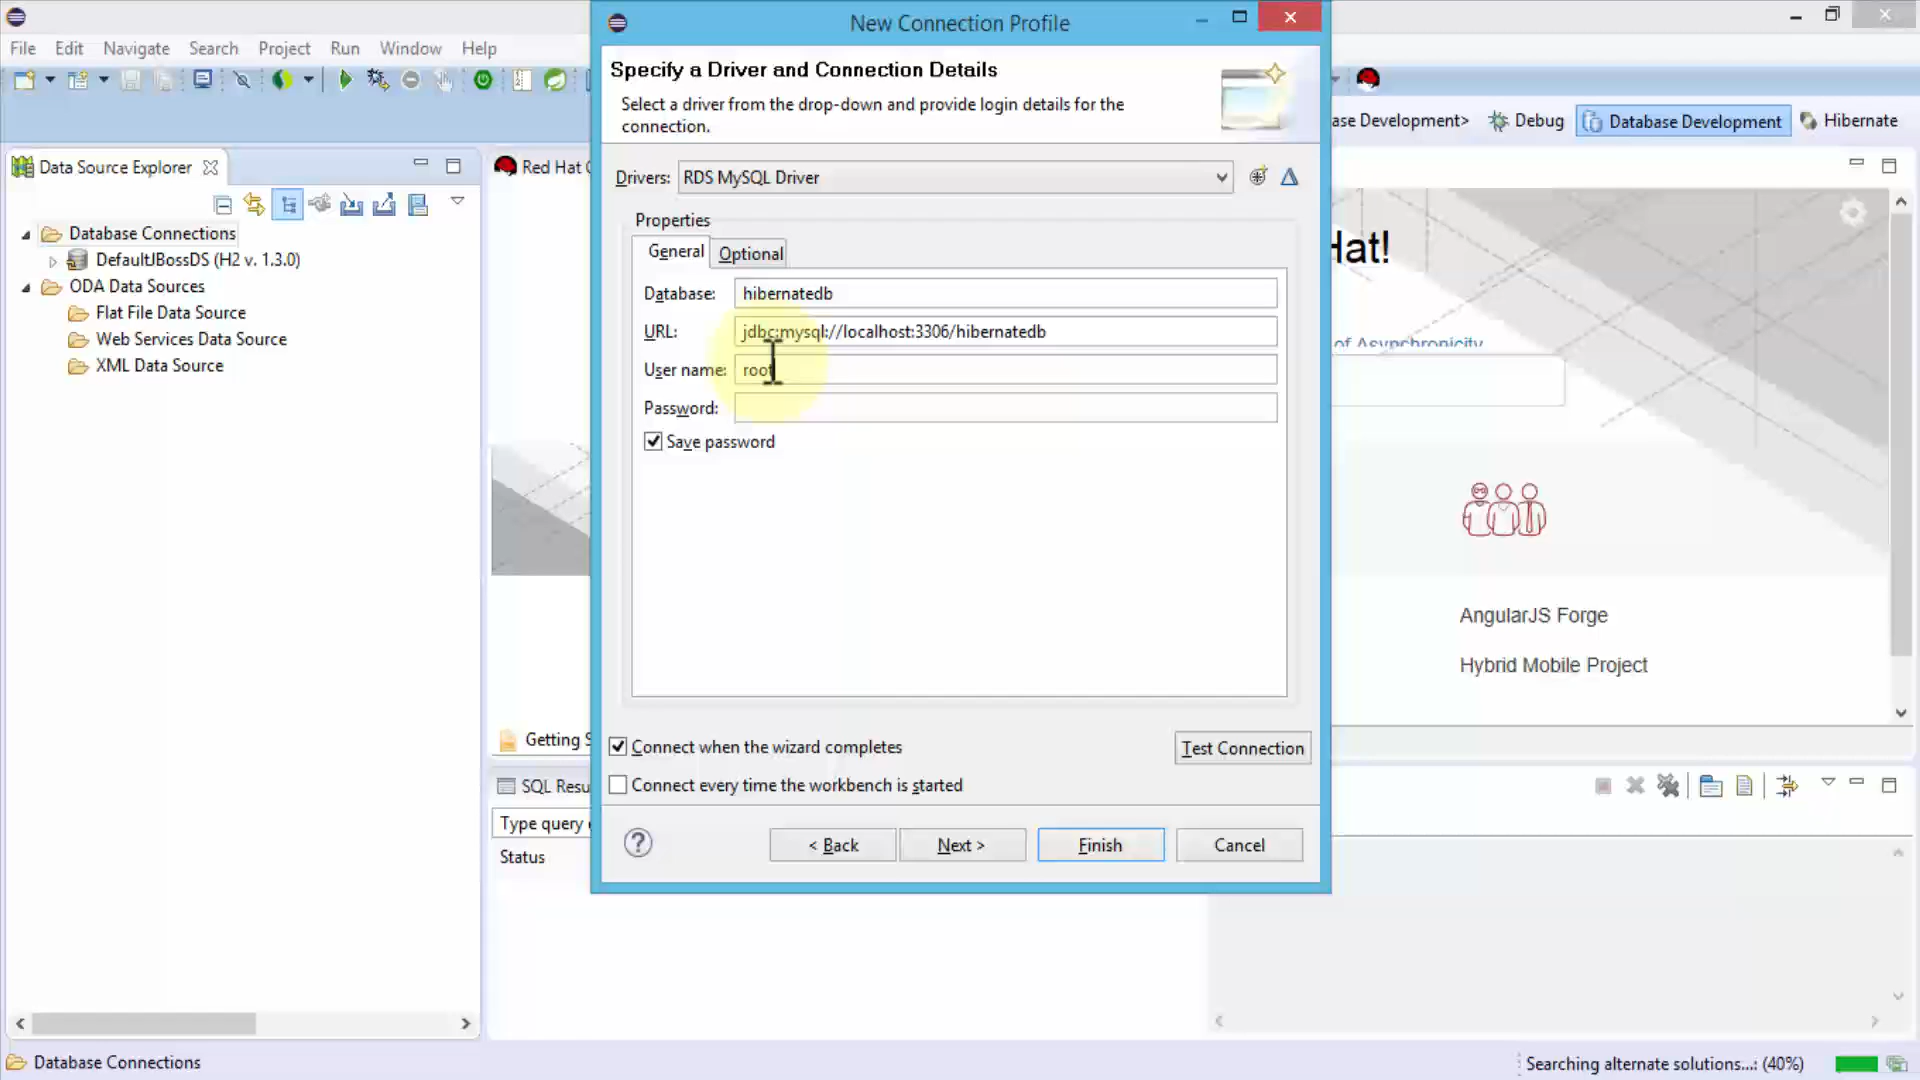 New Connection Profile
File Edit Navigate Search Project Run Window Help
Specify a Driver and Connection Details
Select a driver from the drop-down and provide login details for the
connection.
ase Development> Debug Database Development Hibernate
Data Source Explorer
Red Hat
Drivers: RDS MySQL Driver
Properties
General Optional
Database Connections
DefaultJBossDS (H2 v. 1.3.0)
ODA Data Sources
Flat File Data Source
Web Services Data Source
XML Data Source
Database: hibernatedb
URL: jdbc:mysql://localhost:3306/hibernatedb
User name: root
Password:
Save password
Hat!
of Asynchronicity
AngularJS Forge
Hybrid Mobile Project
Getting S
Connect when the wizard completes
Test Connection
Connect every time the workbench is started
SQL Resu
Type query
Status
? < Back Next > Finish Cancel
Database Connections
Searching alternate solutions...: (40%)